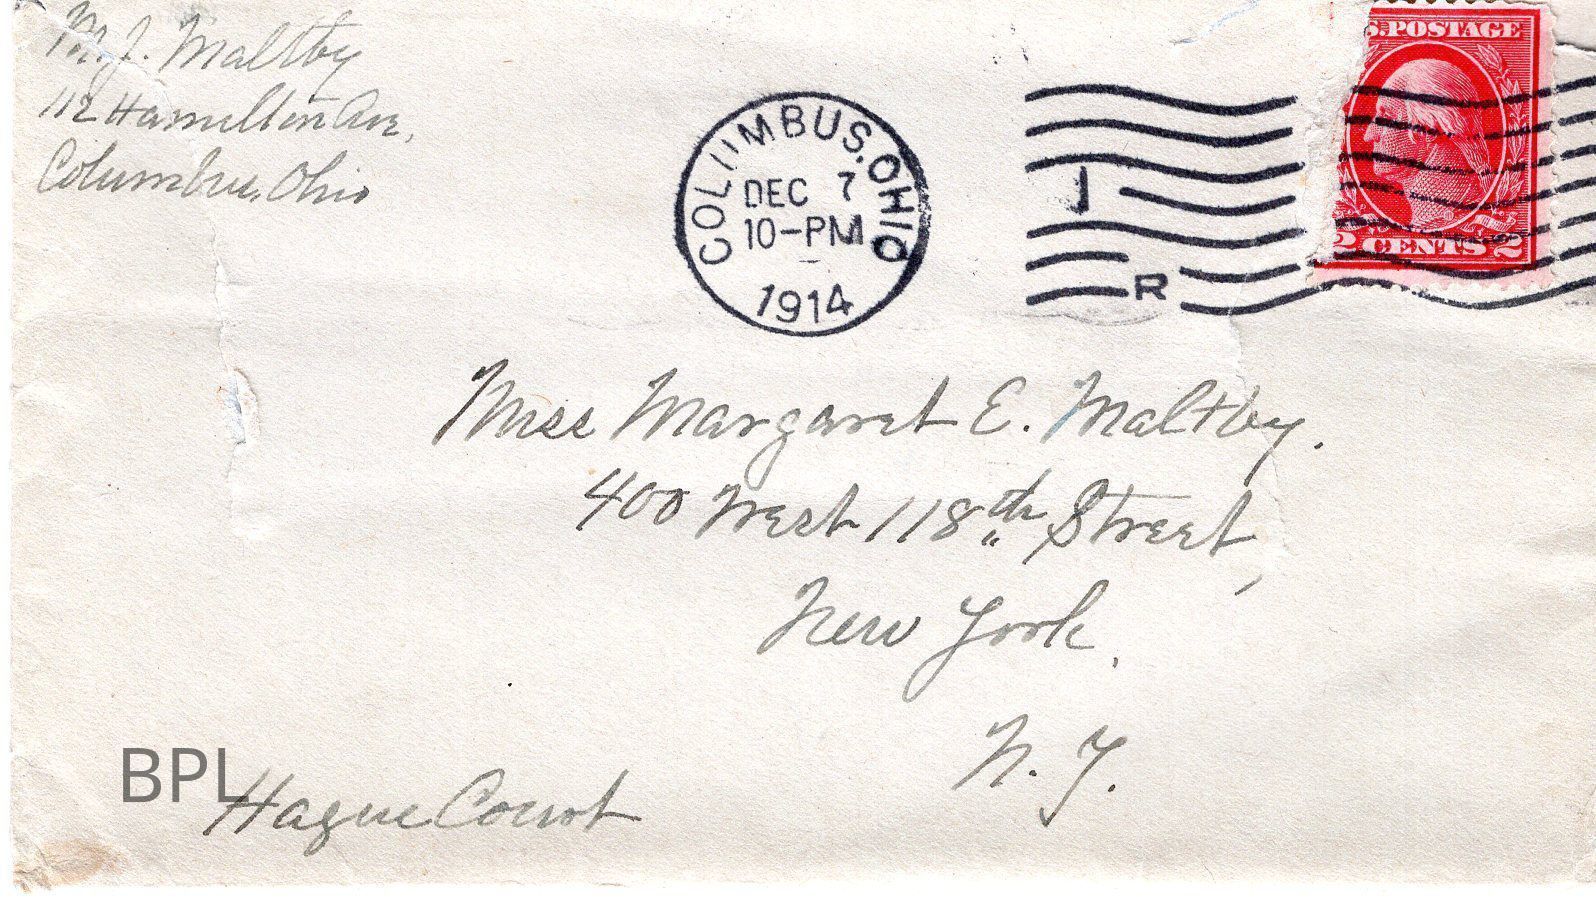 M. J. Maltby
112 Hamilton Ave,
Columbus, Ohio
COLUMBUS, OHIO
DEC 7
10-PM
1914
R
S. POSTAGE
2 CENTS 2
Miss Margaret E. Maltby.
400 West 118th Street,
New York,
N. Y.
BPL
Hague Court